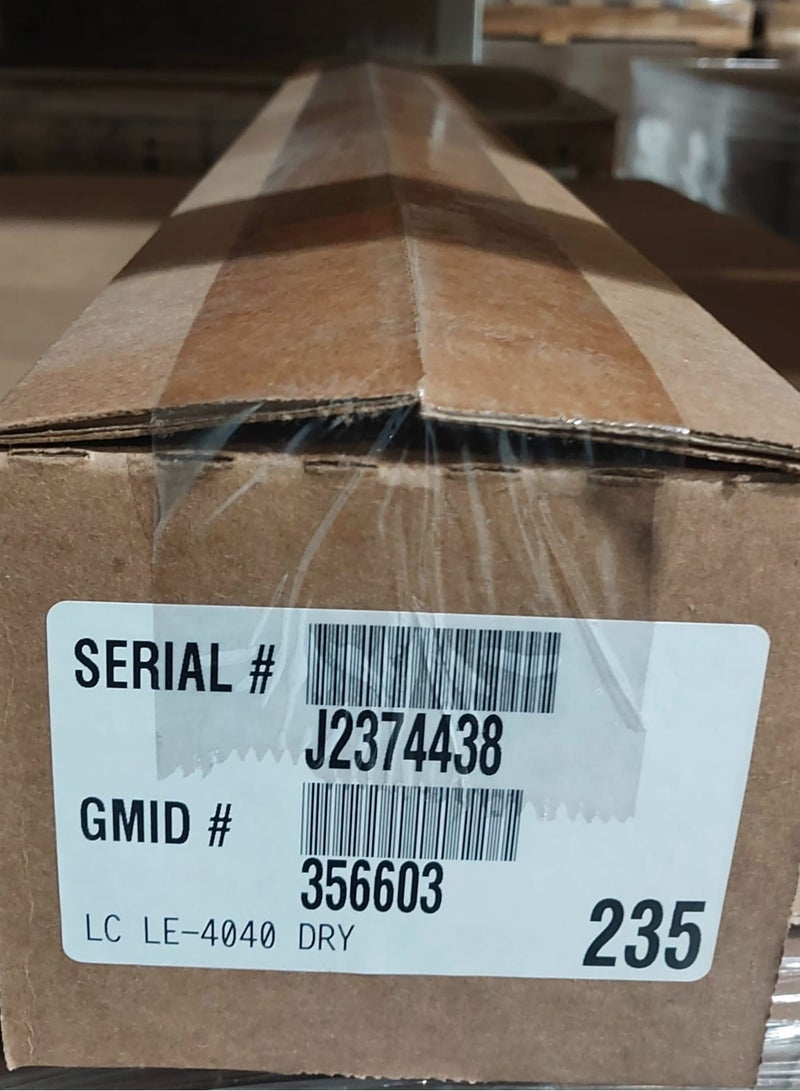 SERIAL #
J2374438
GMID #
356603
LC LE-4040 DRY
235